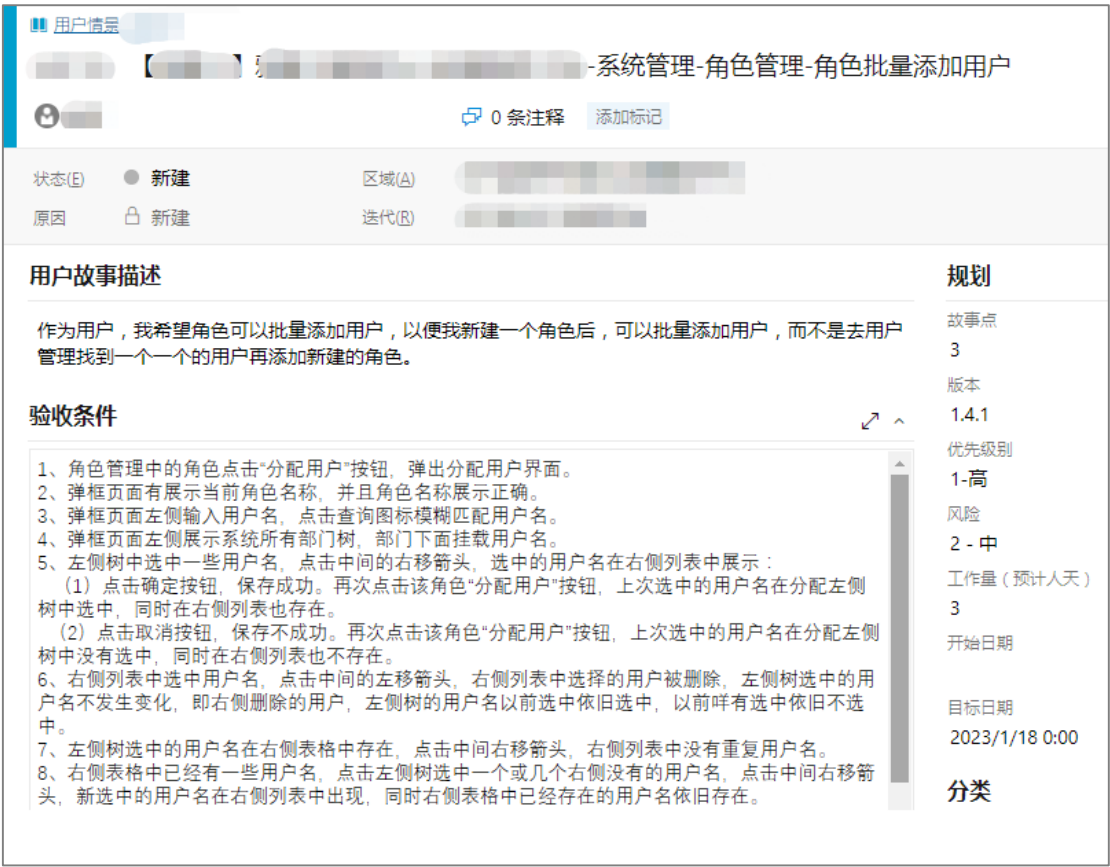 用户情景
【 】 -系统管理-角色管理-角色批量添加用户
0 条注释 添加标记
状态(E) 新建 区域(A)
原因 新建 迭代(R)
用户故事描述
作为用户，我希望角色可以批量添加用户，以便我新建一个角色后，可以批量添加用户，而不是去用户
管理找到一个一个的用户再添加新建的角色。
验收条件
1、角色管理中的角色点击“分配用户”按钮，弹出分配用户界面。
2、弹框页面有展示当前角色名称，并且角色名称展示正确。
3、弹框页面左侧输入用户名，点击查询图标模糊匹配用户名。
4、弹框页面左侧展示系统所有部门树，部门下面挂载用户名。
5、左侧树中选中一些用户名，点击中间的右移箭头，选中的用户名在右侧列表中展示：
（1）点击确定按钮，保存成功。再次点击该角色“分配用户”按钮，上次选中的用户名在分配左侧
树中选中，同时在右侧列表也存在。
（2）点击取消按钮，保存不成功。再次点击该角色“分配用户”按钮，上次选中的用户名在分配左侧
树中没有选中，同时在右侧列表也不存在。
6、右侧列表中选中用户名，点击中间的左移箭头，右侧列表中选择的用户被删除，左侧树选中的用
户名不发生变化，即右侧删除的用户，左侧树的用户名以前选中依旧选中，以前咩有选中依旧不选
中。
7、左侧树选中的用户名在右侧表格中存在，点击中间右移箭头，右侧列表中没有重复用户名。
8、右侧表格中已经有一些用户名，点击左侧树选中一个或几个右侧没有的用户名，点击中间右移箭
头，新选中的用户名在右侧列表中出现，同时右侧表格中已经存在的用户名依旧存在。
规划
故事点
3
版本
1.4.1
优先级别
1-高
风险
2 - 中
工作量（预计人天）
3
开始日期
目标日期
2023/1/18 0:00
分类